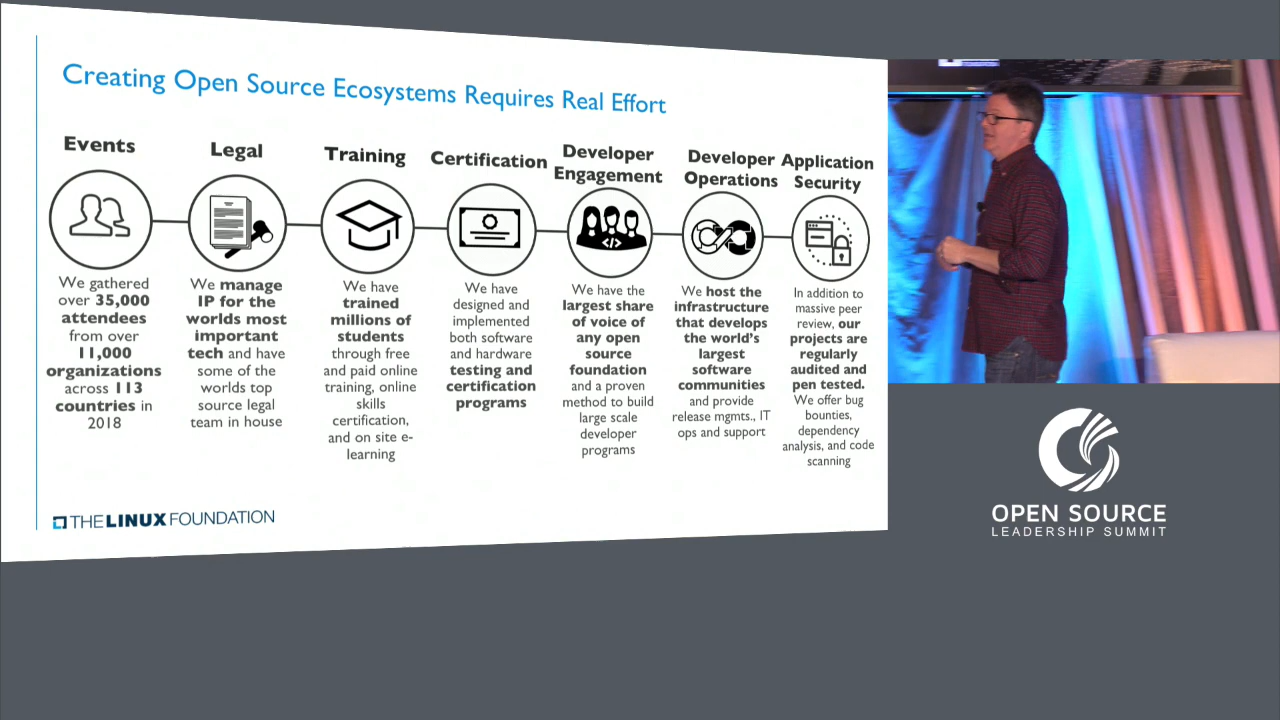 Creating Open Source Ecosystems Requires Real Effort
Events
We gathered
over 35,000
attendees
from over
11,000
organizations
across 113
countries in
2018
Legal
We manage
IP for the
worlds most
important
tech and have
some of the
worlds top
source legal
team in house
Training
We have
trained
millions of
students
through free
and paid online
training, online
skills
certification,
and on site e-
learning
Certification
We have
designed and
implemented
both software
and hardware
testing and
certification
programs
Developer
Engagement
We have the
largest share
of voice of
any open
source
foundation
and a proven
method to build
large scale
developer
programs
Developer
Operations
We host the
infrastructure
that develops
the world's
largest
software
communities
and provide
release mgmts., IT
ops and support
Application
Security
In addition to
massive peer
review, our
projects are
regularly
audited and
pen tested.
We offer bug
bounties,
dependency
analysis, and code
scanning
THE LINUX FOUNDATION
OPEN SOURCE
LEADERSHIP SUMMIT